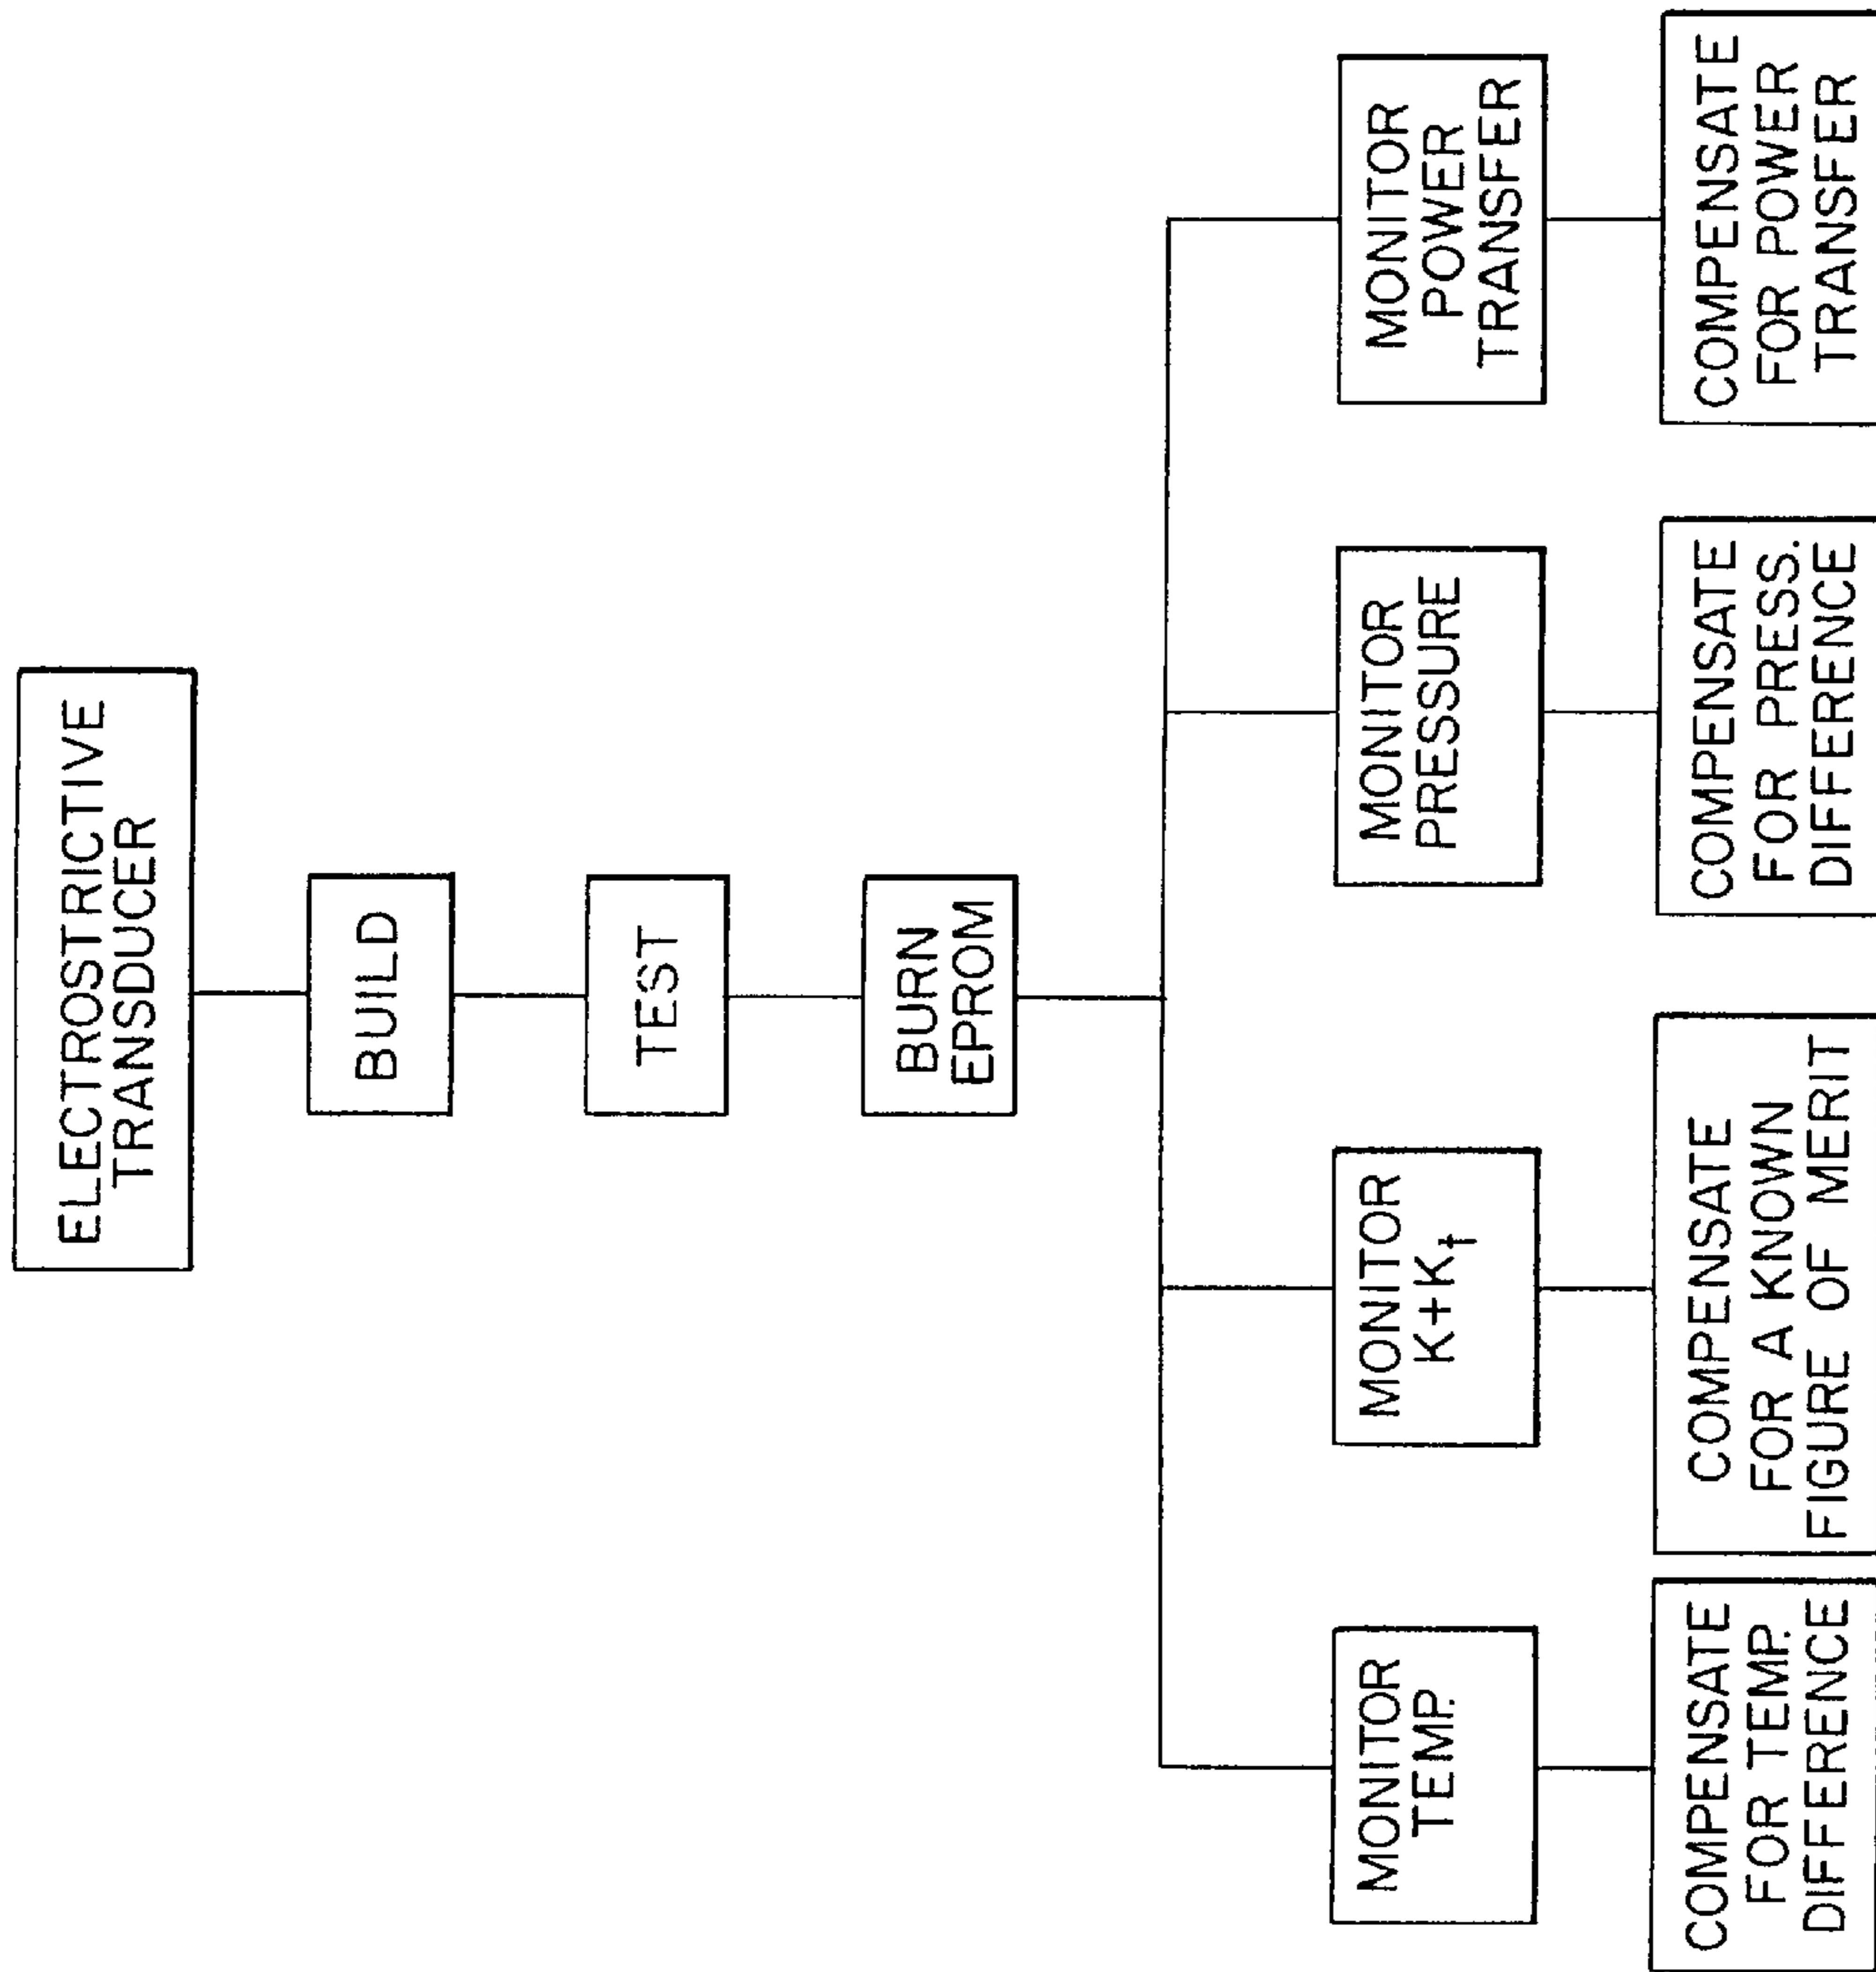 ELECTROSTRICTIVE
TRANSDUCER
BUILD
TEST
BURN
EPROM
MONITOR
TEMP.
MONITOR
K+Kt
MONITOR
PRESSURE
MONITOR
POWER
TRANSFER
COMPENSATE
FOR TEMP.
DIFFERENCE
COMPENSATE
FOR A KNOWN
FIGURE OF MERIT
COMPENSATE
FOR PRESS.
DIFFERENCE
COMPENSATE
FOR POWER
TRANSFER